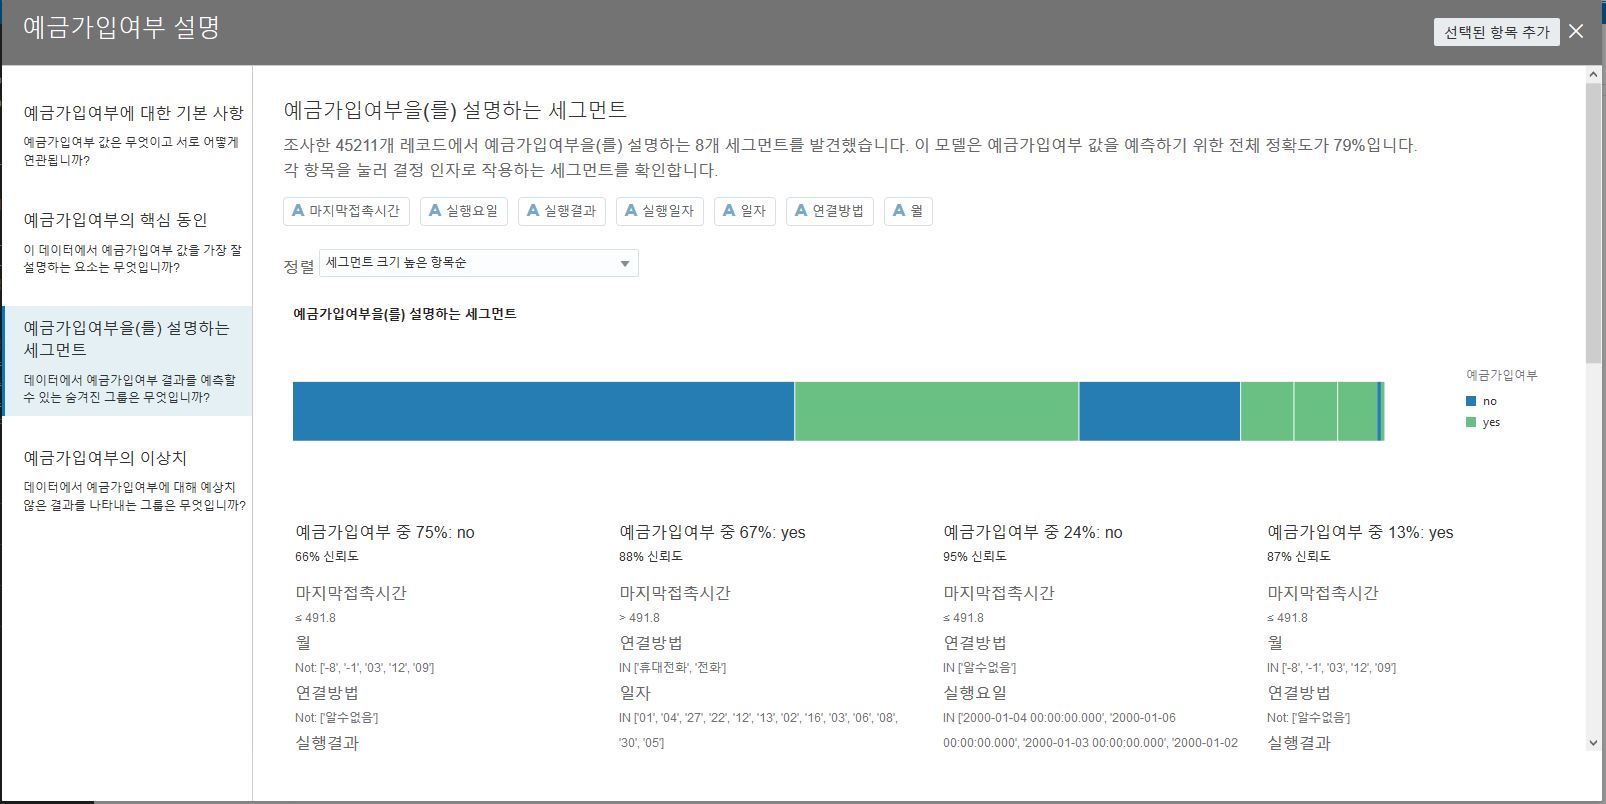 예금가입여부 설명
선택된 항목 추가
예금가입여부에 대한 기본 사항
예금가입여부 값은 무엇이고 서로 어떻게
연관됩니까?
예금가입여부의 핵심 동인
이 데이터에서 예금가입여부 값을 가장 잘
설명하는 요소는 무엇입니까?
예금가입여부을(를) 설명하는
세그먼트
데이터에서 예금가입여부 결과를 예측할
수 있는 숨겨진 그룹은 무엇입니까?
예금가입여부의 이상치
데이터에서 예금가입여부에 대해 예상치
않은 결과를 나타내는 그룹은 무엇입니까?
예금가입여부을(를) 설명하는 세그먼트
조사한 45211개 레코드에서 예금가입여부을(를) 설명하는 8개 세그먼트를 발견했습니다. 이 모델은 예금가입여부 값을 예측하기 위한 전체 정확도가 79%입니다.
각 항목을 눌러 결정 인자로 작용하는 세그먼트를 확인합니다.
A 마지막접촉시간 A 실행요일 A 실행결과 A 실행일자 A 일자 A 연결방법 A 월
정렬 세그먼트 크기 높은 항목순
예금가입여부을(를) 설명하는 세그먼트
예금가입여부
no
yes
예금가입여부 중 75%: no
66% 신뢰도
마지막접촉시간
≤ 491.8
월
Not: ['-8', '-1', '03', '12', '09']
연결방법
Not: ['알수없음']
실행결과
예금가입여부 중 67%: yes
88% 신뢰도
마지막접촉시간
> 491.8
연결방법
IN ['휴대전화', '전화']
일자
IN ['01', '04', '27', '22', '12', '13', '02', '16', '03', '06', '08',
'30', '05']
예금가입여부 중 24%: no
95% 신뢰도
마지막접촉시간
≤ 491.8
연결방법
IN ['알수없음']
실행요일
IN ['2000-01-04 00:00:00.000', '2000-01-06
00:00:00.000', '2000-01-03 00:00:00.000', '2000-01-02
예금가입여부 중 13%: yes
87% 신뢰도
마지막접촉시간
≤ 491.8
월
IN ['-8', '-1', '03', '12', '09']
연결방법
Not: ['알수없음']
실행결과